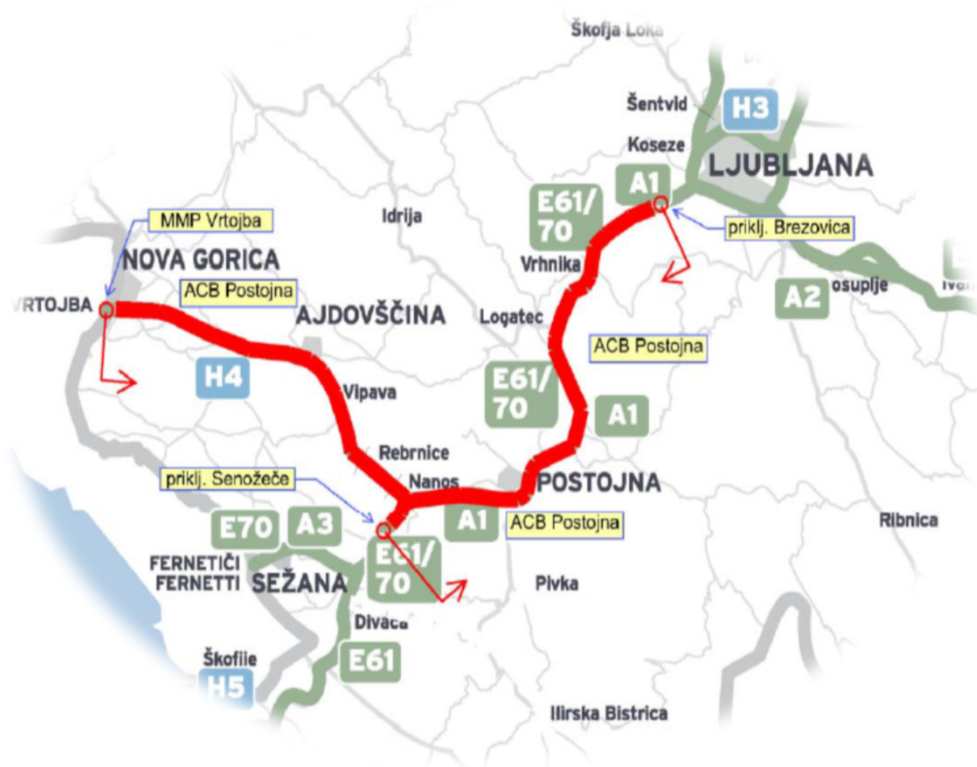 Škofja Loka
Šentvid
H3
Koseze
LJUBLJANA
A1
E61/
70
Idrija
MMP Vrtojba
priklj. Brezovica
NOVA GORICA
Vrhnika
ACB Postojna
VRTOJBA
AJDOVŠČINA
Logatec
A2
osuplje
Ivan
ACB Postojna
H4
E61/
70
Vipava
A1
Rebrnice
priklj. Senožeče
Nanos
POSTOJNA
A1
ACB Postojna
Ribnica
E70
A3
E61/
70
FERNETIČI
FERNETTI
SEŽANA
Pivka
Divača
Škofije
E61
H5
Ilirska Bistrica